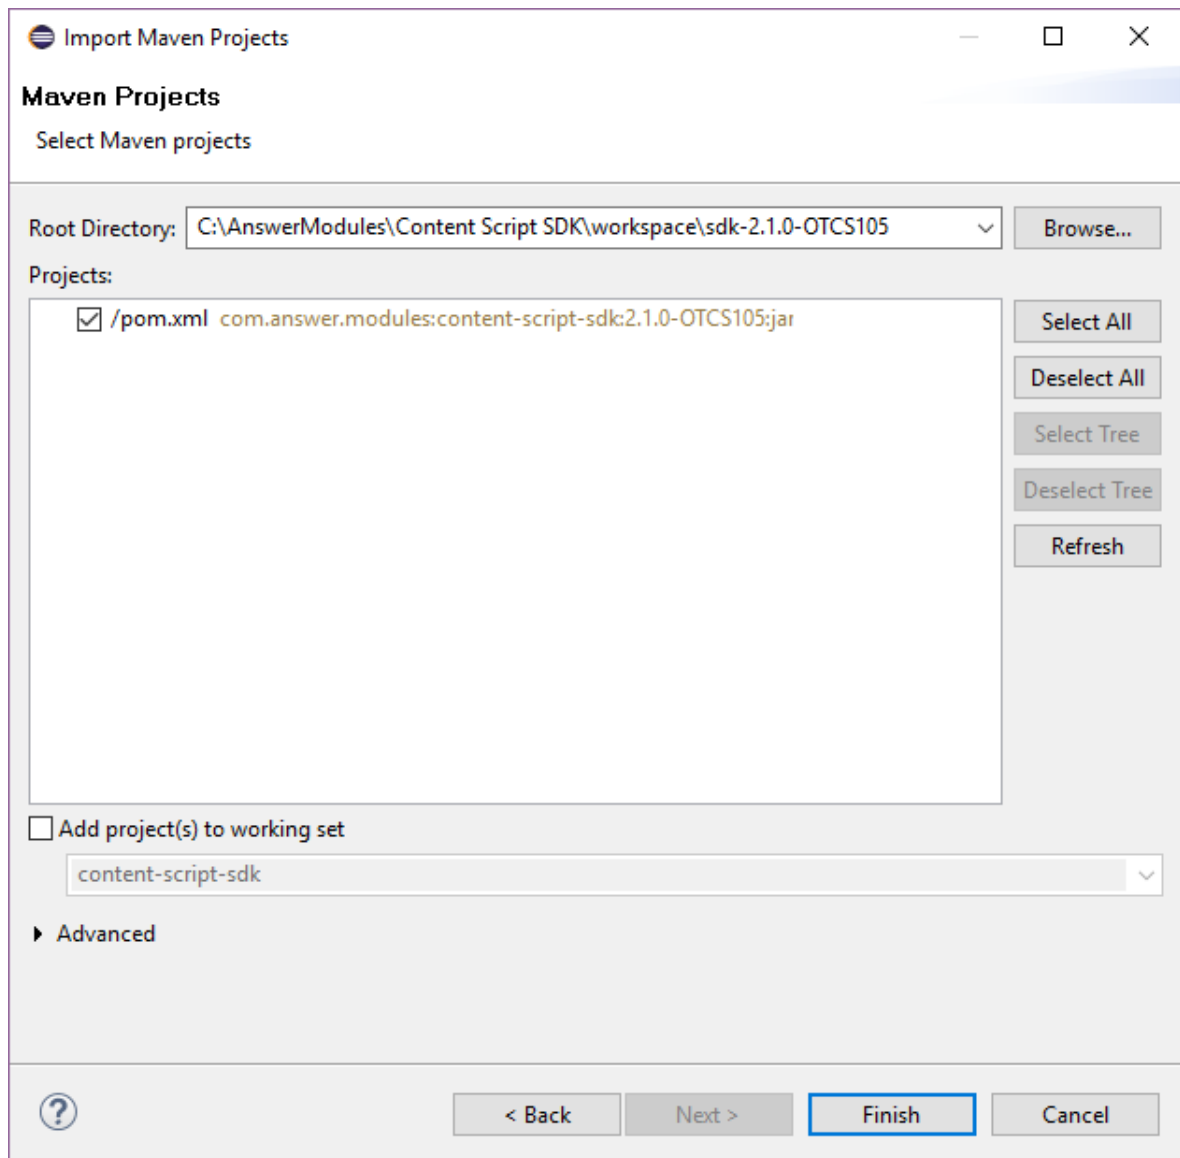 Import Maven Projects
Maven Projects
Select Maven projects
Root Directory: C:\AnswerModules\Content Script SDK\workspace\sdk-2.1.0-OTCS105 Browse...
Projects:
/pom.xml com.answer.modules:content-script-sdk:2.1.0-OTCS105:jar
Select All
Deselect All
Select Tree
Deselect Tree
Refresh
Add project(s) to working set
content-script-sdk
Advanced
? < Back Next > Finish Cancel